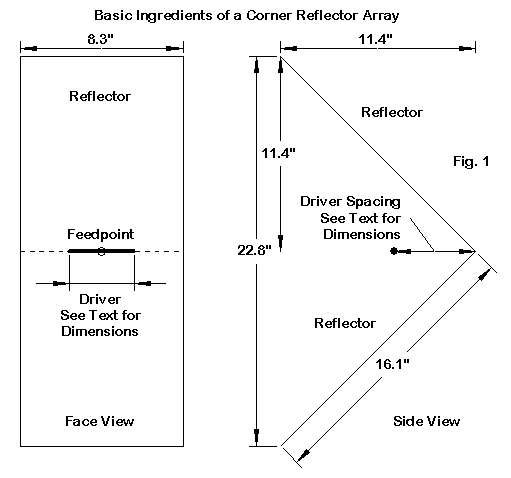 Basic Ingredients of a Corner Reflector Array
8.3"
Reflector
Feedpoint
Driver
See Text for
Dimensions
Face View
11.4"
Reflector
11.4"
Fig. 1
Driver Spacing
See Text for
Dimensions
22.8"
Reflector
16.1"
Side View